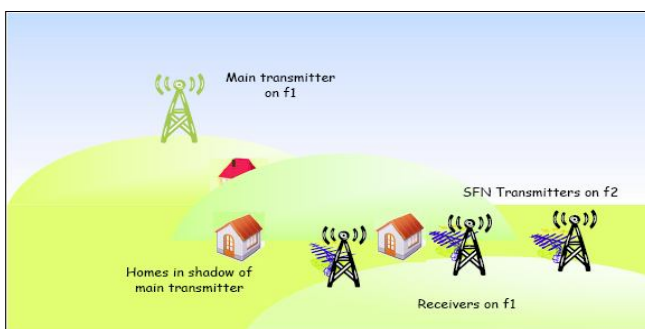 Main transmitter
on f1
SFN Transmitters on f2
Homes in shadow of
main transmitter
Receivers on f1